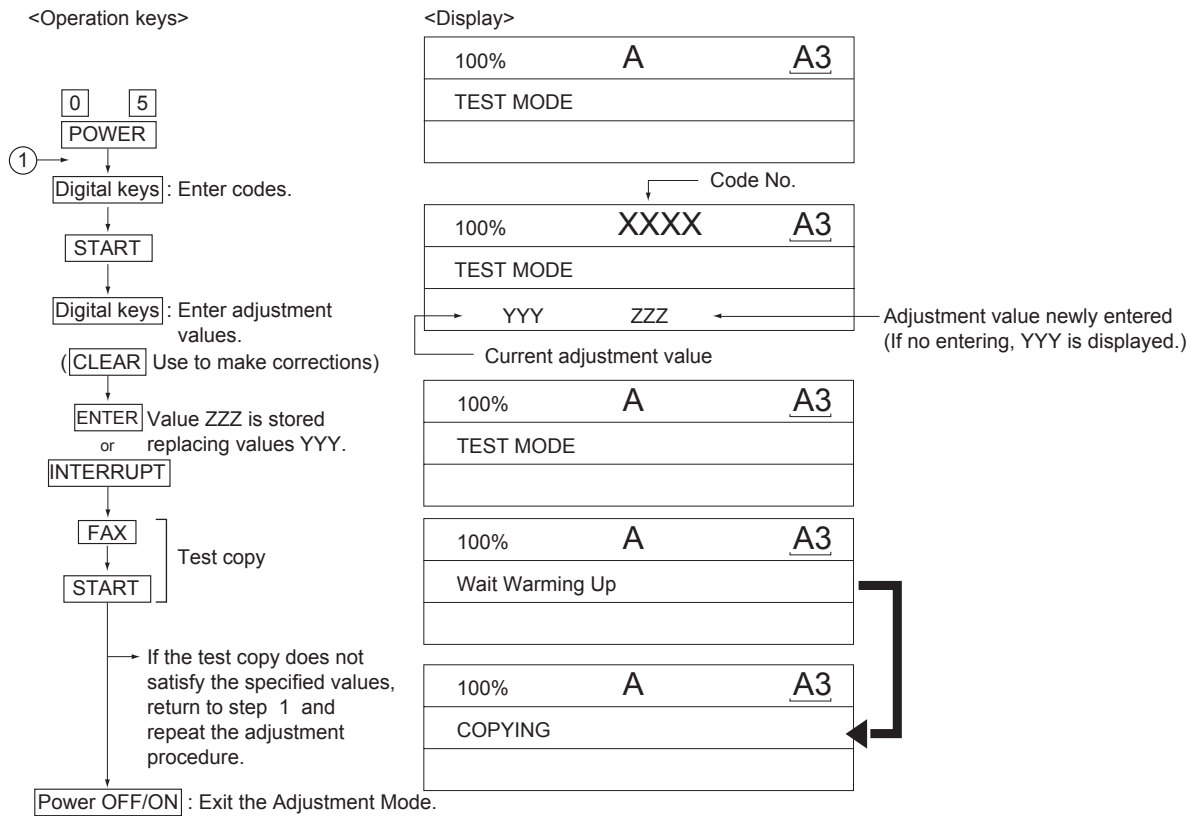 <Operation keys>
0 5
POWER
1
Digital keys : Enter codes.
START
Digital keys : Enter adjustment
values.
( CLEAR Use to make corrections)
ENTER Value ZZZ is stored
or replacing values YYY.
INTERRUPT
FAX
Test copy
START
If the test copy does not
satisfy the specified values,
return to step 1 and
repeat the adjustment
procedure.
Power OFF/ON : Exit the Adjustment Mode.
<Display>
100% A A3
TEST MODE
Code No.
100% XXXX A3
TEST MODE
YYY ZZZ
Adjustment value newly entered
(If no entering, YYY is displayed.)
Current adjustment value
100% A A3
TEST MODE
100% A A3
Wait Warming Up
100% A A3
COPYING